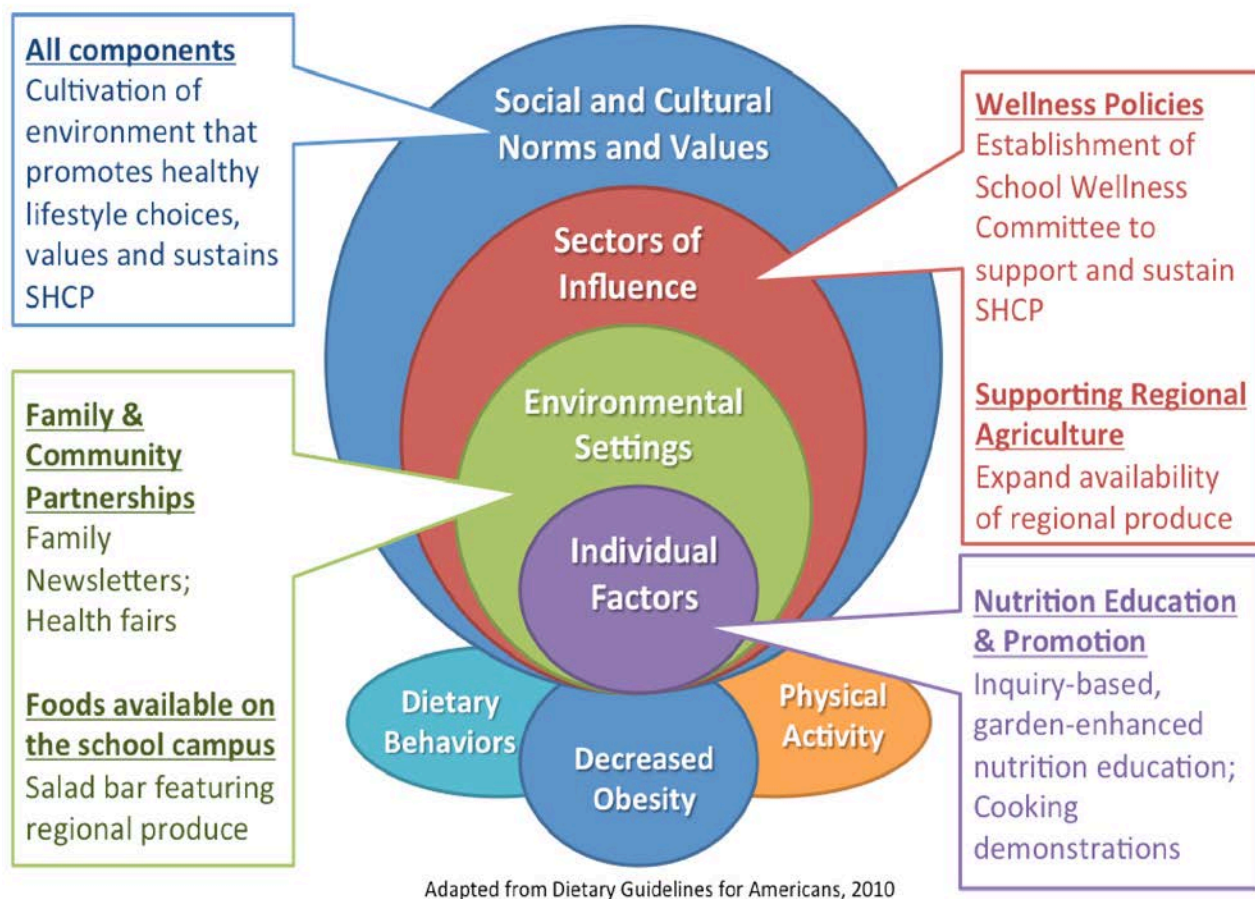 All components
Cultivation of
environment that
promotes healthy
lifestyle choices,
values and sustains
SHCP
Family &
Community
Partnerships
Family
Newsletters;
Health fairs
Foods available on
the school campus
Salad bar featuring
regional produce
Social and Cultural
Norms and Values
Sectors of
Influence
Environmental
Settings
Individual
Factors
Dietary
Behaviors
Decreased
Obesity
Physical
Activity
Wellness Policies
Establishment of
School Wellness
Committee to
support and sustain
SHCP
Supporting Regional
Agriculture
Expand availability
of regional produce
Nutrition Education
& Promotion
Inquiry-based,
garden-enhanced
nutrition education;
Cooking
demonstrations
Adapted from Dietary Guidelines for Americans, 2010